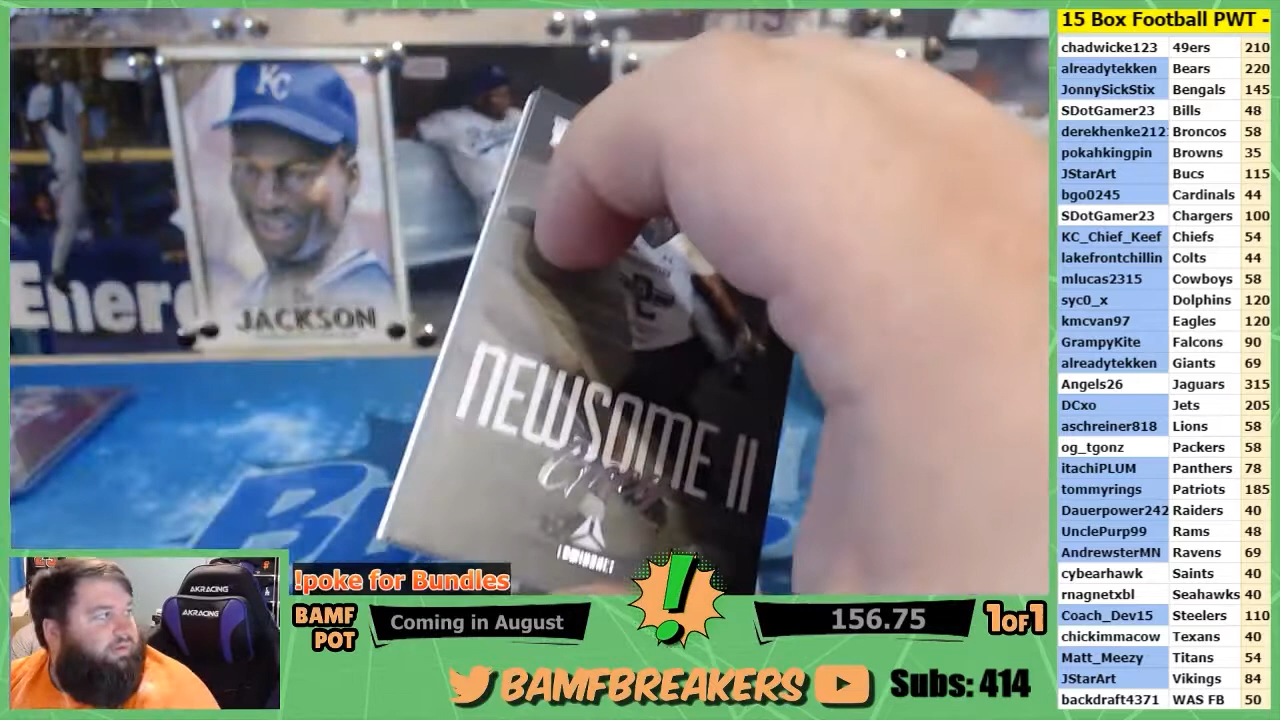 15 Box Football PWT -
chadwicke123 49ers 210
alreadytekken Bears 220
JonnySickStix Bengals 145
SDotGamer23 Bills 48
derekhenke212 Broncos 58
pokahkingpin Browns 35
JStarArt Bucs 115
bgo0245 Cardinals 44
SDotGamer23 Chargers 100
KC_Chief_Keef Chiefs 54
lakefrontchillin Colts 44
mlucas2315 Cowboys 58
syc0_x Dolphins 120
kmcvan97 Eagles 120
GrampyKite Falcons 90
alreadytekken Giants 69
Angels26 Jaguars 315
DCxo Jets 205
aschreiner818 Lions 58
og_tgonz Packers 58
itachiPLUM Panthers 78
tommyrings Patriots 185
Dauerpower242 Raiders 40
UnclePurp99 Rams 48
AndrewsterMN Ravens 69
cybearhawk Saints 40
rnagnetxbl Seahawks 40
Coach_Dev15 Steelers 110
chickimmacow Texans 40
Matt_Meezy Titans 54
JStarArt Vikings 84
backdraft4371 WAS FB 50
KC
JACKSON
Ener
NEWSOME II
LUMINANCE
AKRACING
AKRACING
!poke for Bundles
BAMF
POT
Coming in August
!
156.75
1OF1
BAMFBREAKERS
Subs: 414